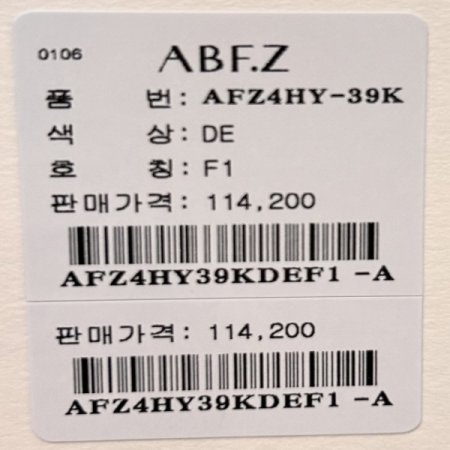 0106 ABF.Z
품 번: AFZ4HY-39K
색 상: DE
호 칭: F1
판매가격: 114,200
AFZ4HY39KDEF1 -A
판매가격: 114,200
AFZ4HY39KDEF1 -A